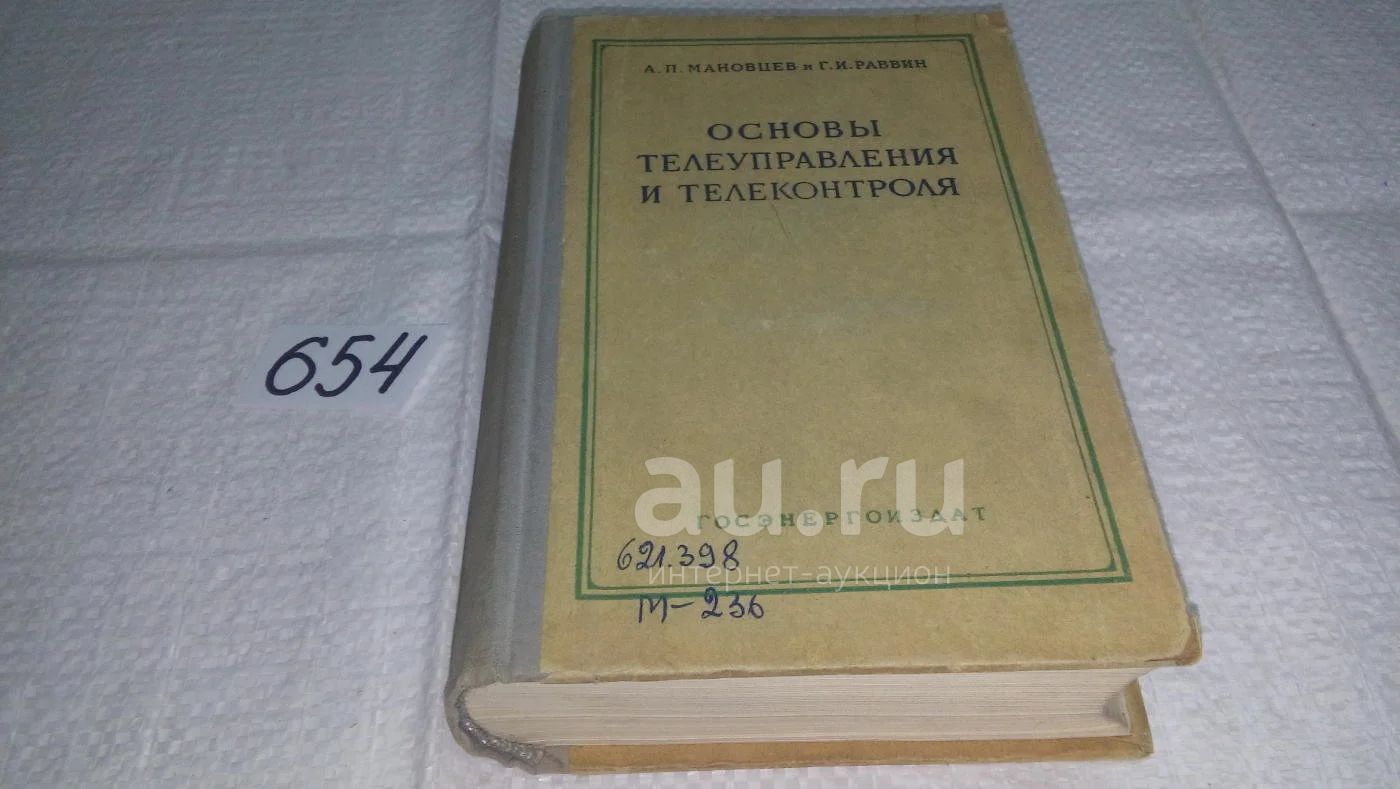 А. П. МАНОВЦЕВ и Г. И. РАВВИН
ОСНОВЫ
ТЕЛЕУПРАВЛЕНИЯ
И ТЕЛЕКОНТРОЛЯ
654
au.ru
ГОСЭНЕРГОИЗДАТ
621.398
интернет-аукцион
М-236